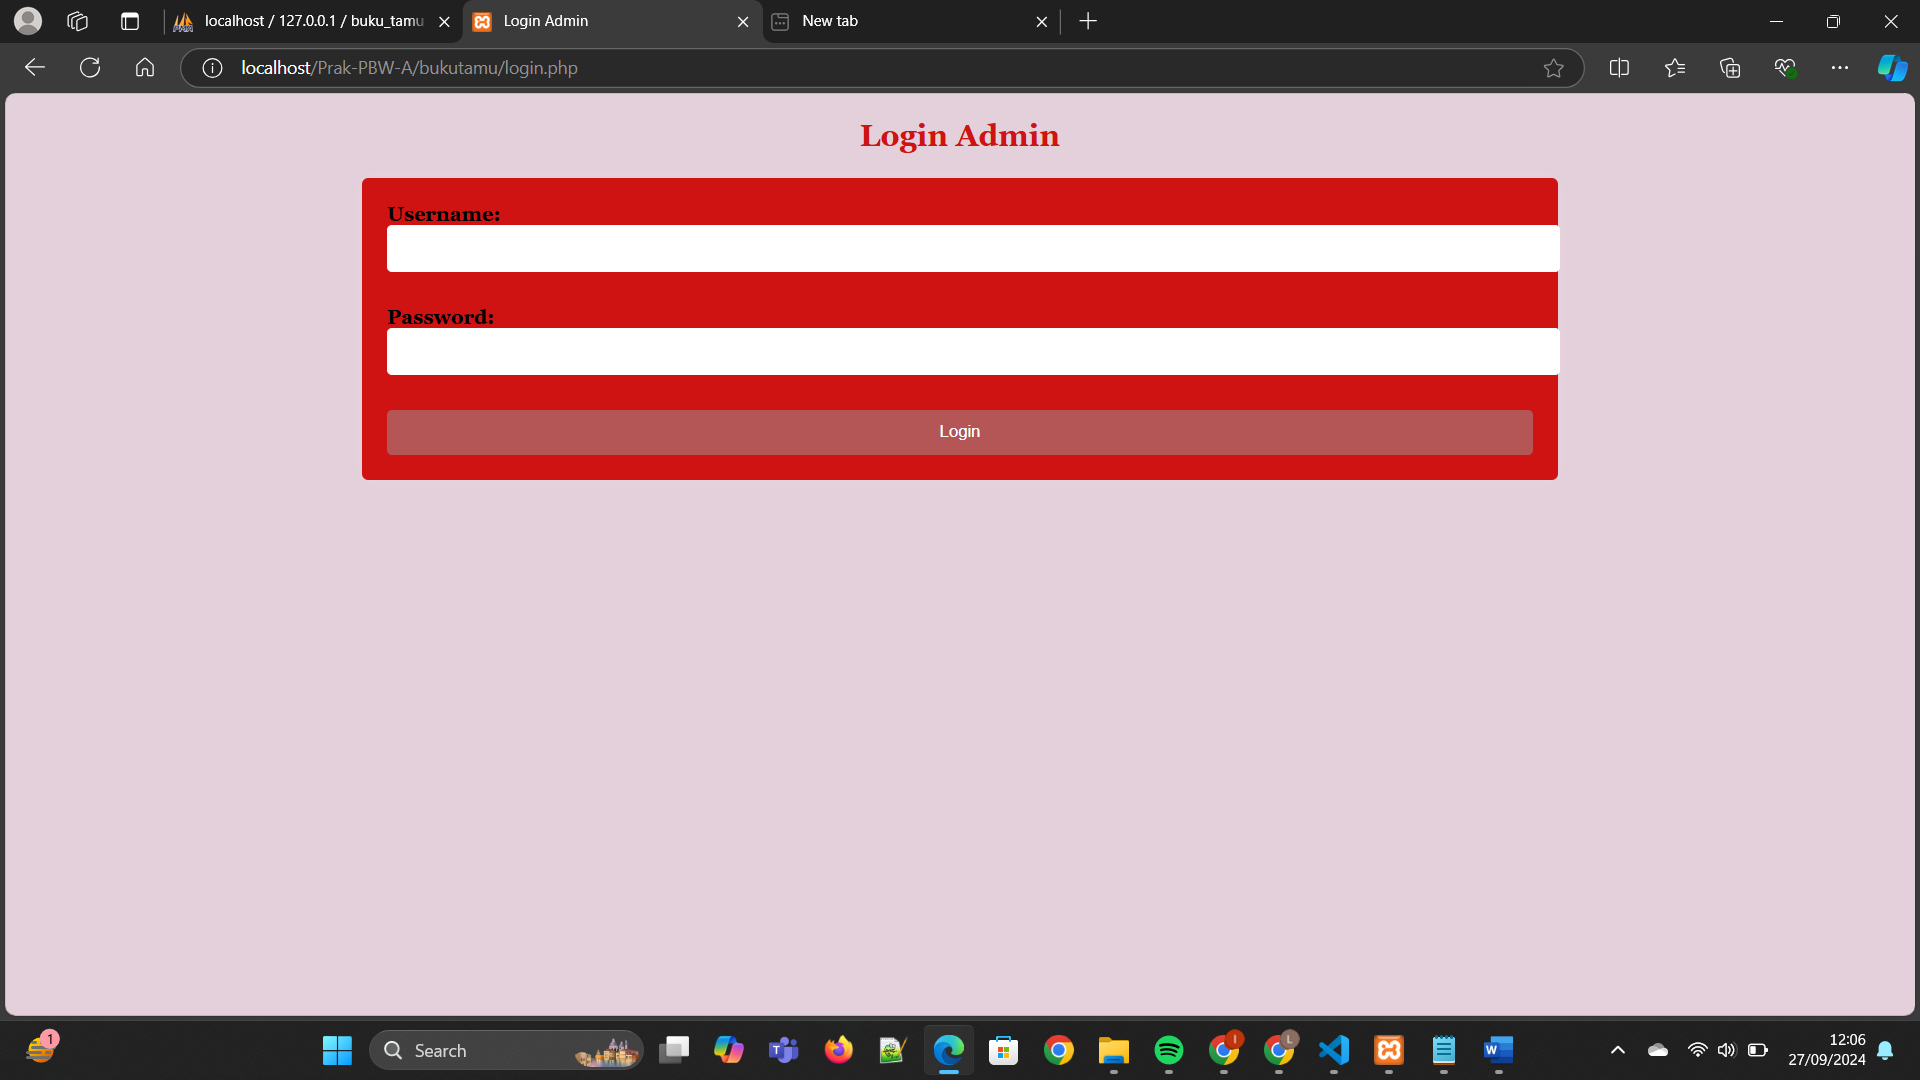 localhost / 127.0.0.1 / buku_tamu
Login Admin
New tab
localhost/Prak-PBW-A/bukutamu/login.php
Login Admin
Username:
Password:
Login
1
Search
12:06
27/09/2024